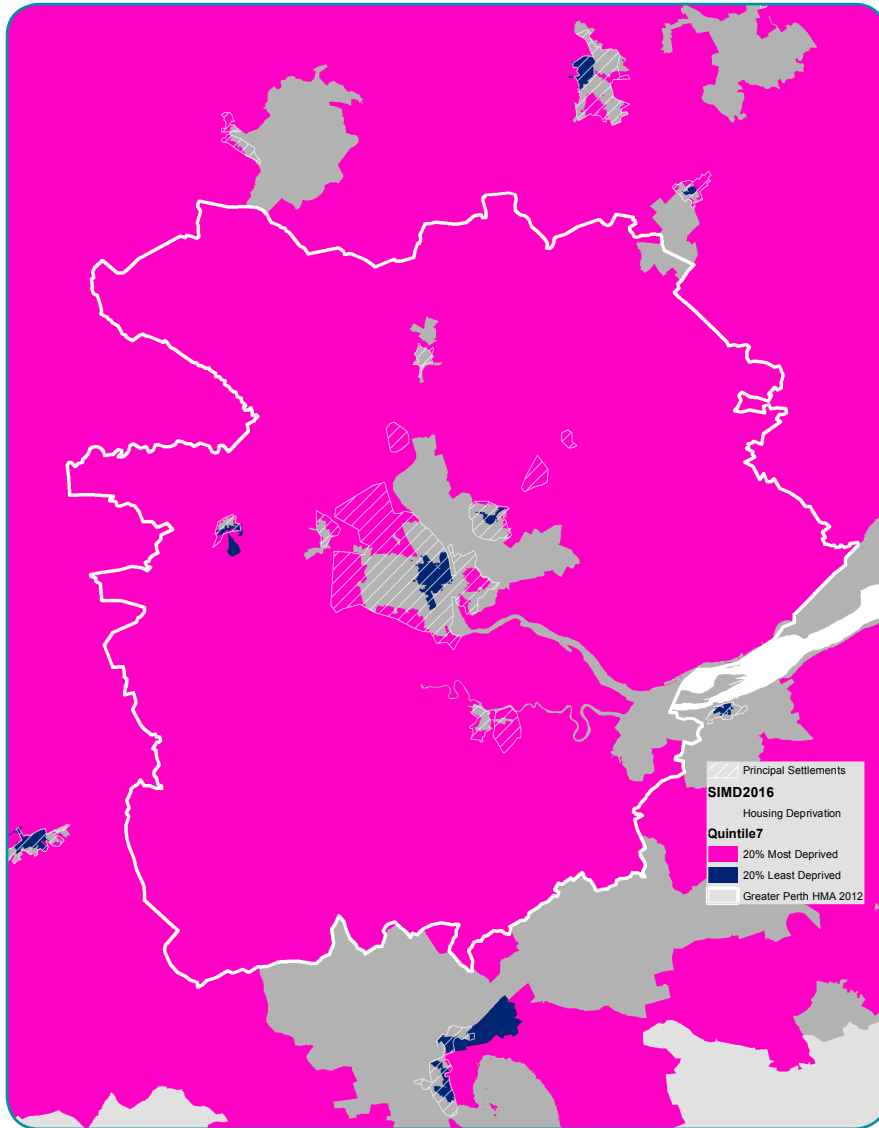 Principal Settlements
SIMD2016
Housing Deprivation
Quintile7
20% Most Deprived
20% Least Deprived
Greater Perth HMA 2012